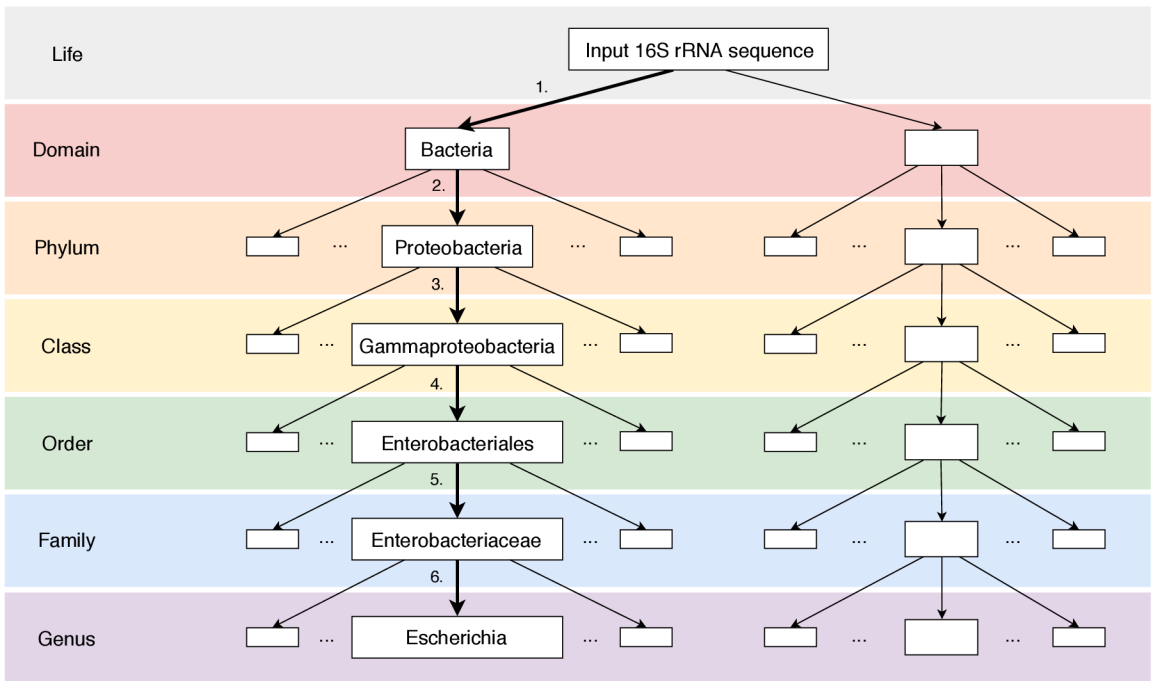 Life
Input 16S rRNA sequence
1.
Domain
Bacteria
2.
Phylum
... Proteobacteria ... ... ...
3.
Class
... Gammaproteobacteria ... ... ...
4.
Order
... Enterobacteriales ... ... ...
5.
Family
... Enterobacteriaceae ... ... ...
6.
Genus
... Escherichia ... ... ...